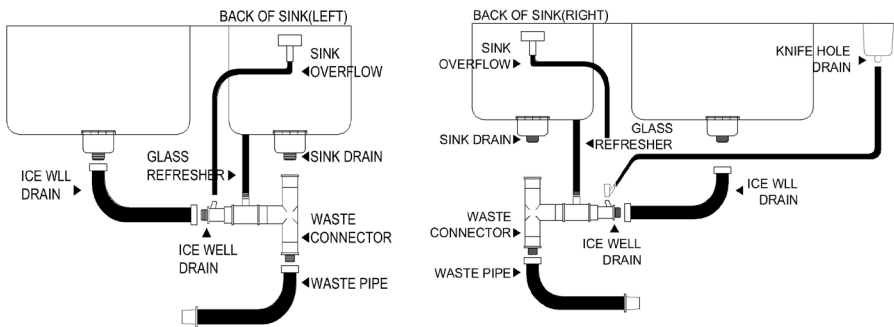 BACK OF SINK(LEFT)
SINK
OVERFLOW
GLASS
REFRESHER
SINK DRAIN
ICE WLL
DRAIN
WASTE
CONNECTOR
ICE WELL
DRAIN
WASTE PIPE
BACK OF SINK(RIGHT)
SINK
OVERFLOW
KNIFE HOLE
DRAIN
SINK DRAIN
GLASS
REFRESHER
ICE WLL
DRAIN
WASTE
CONNECTOR
ICE WELL
DRAIN
WASTE PIPE